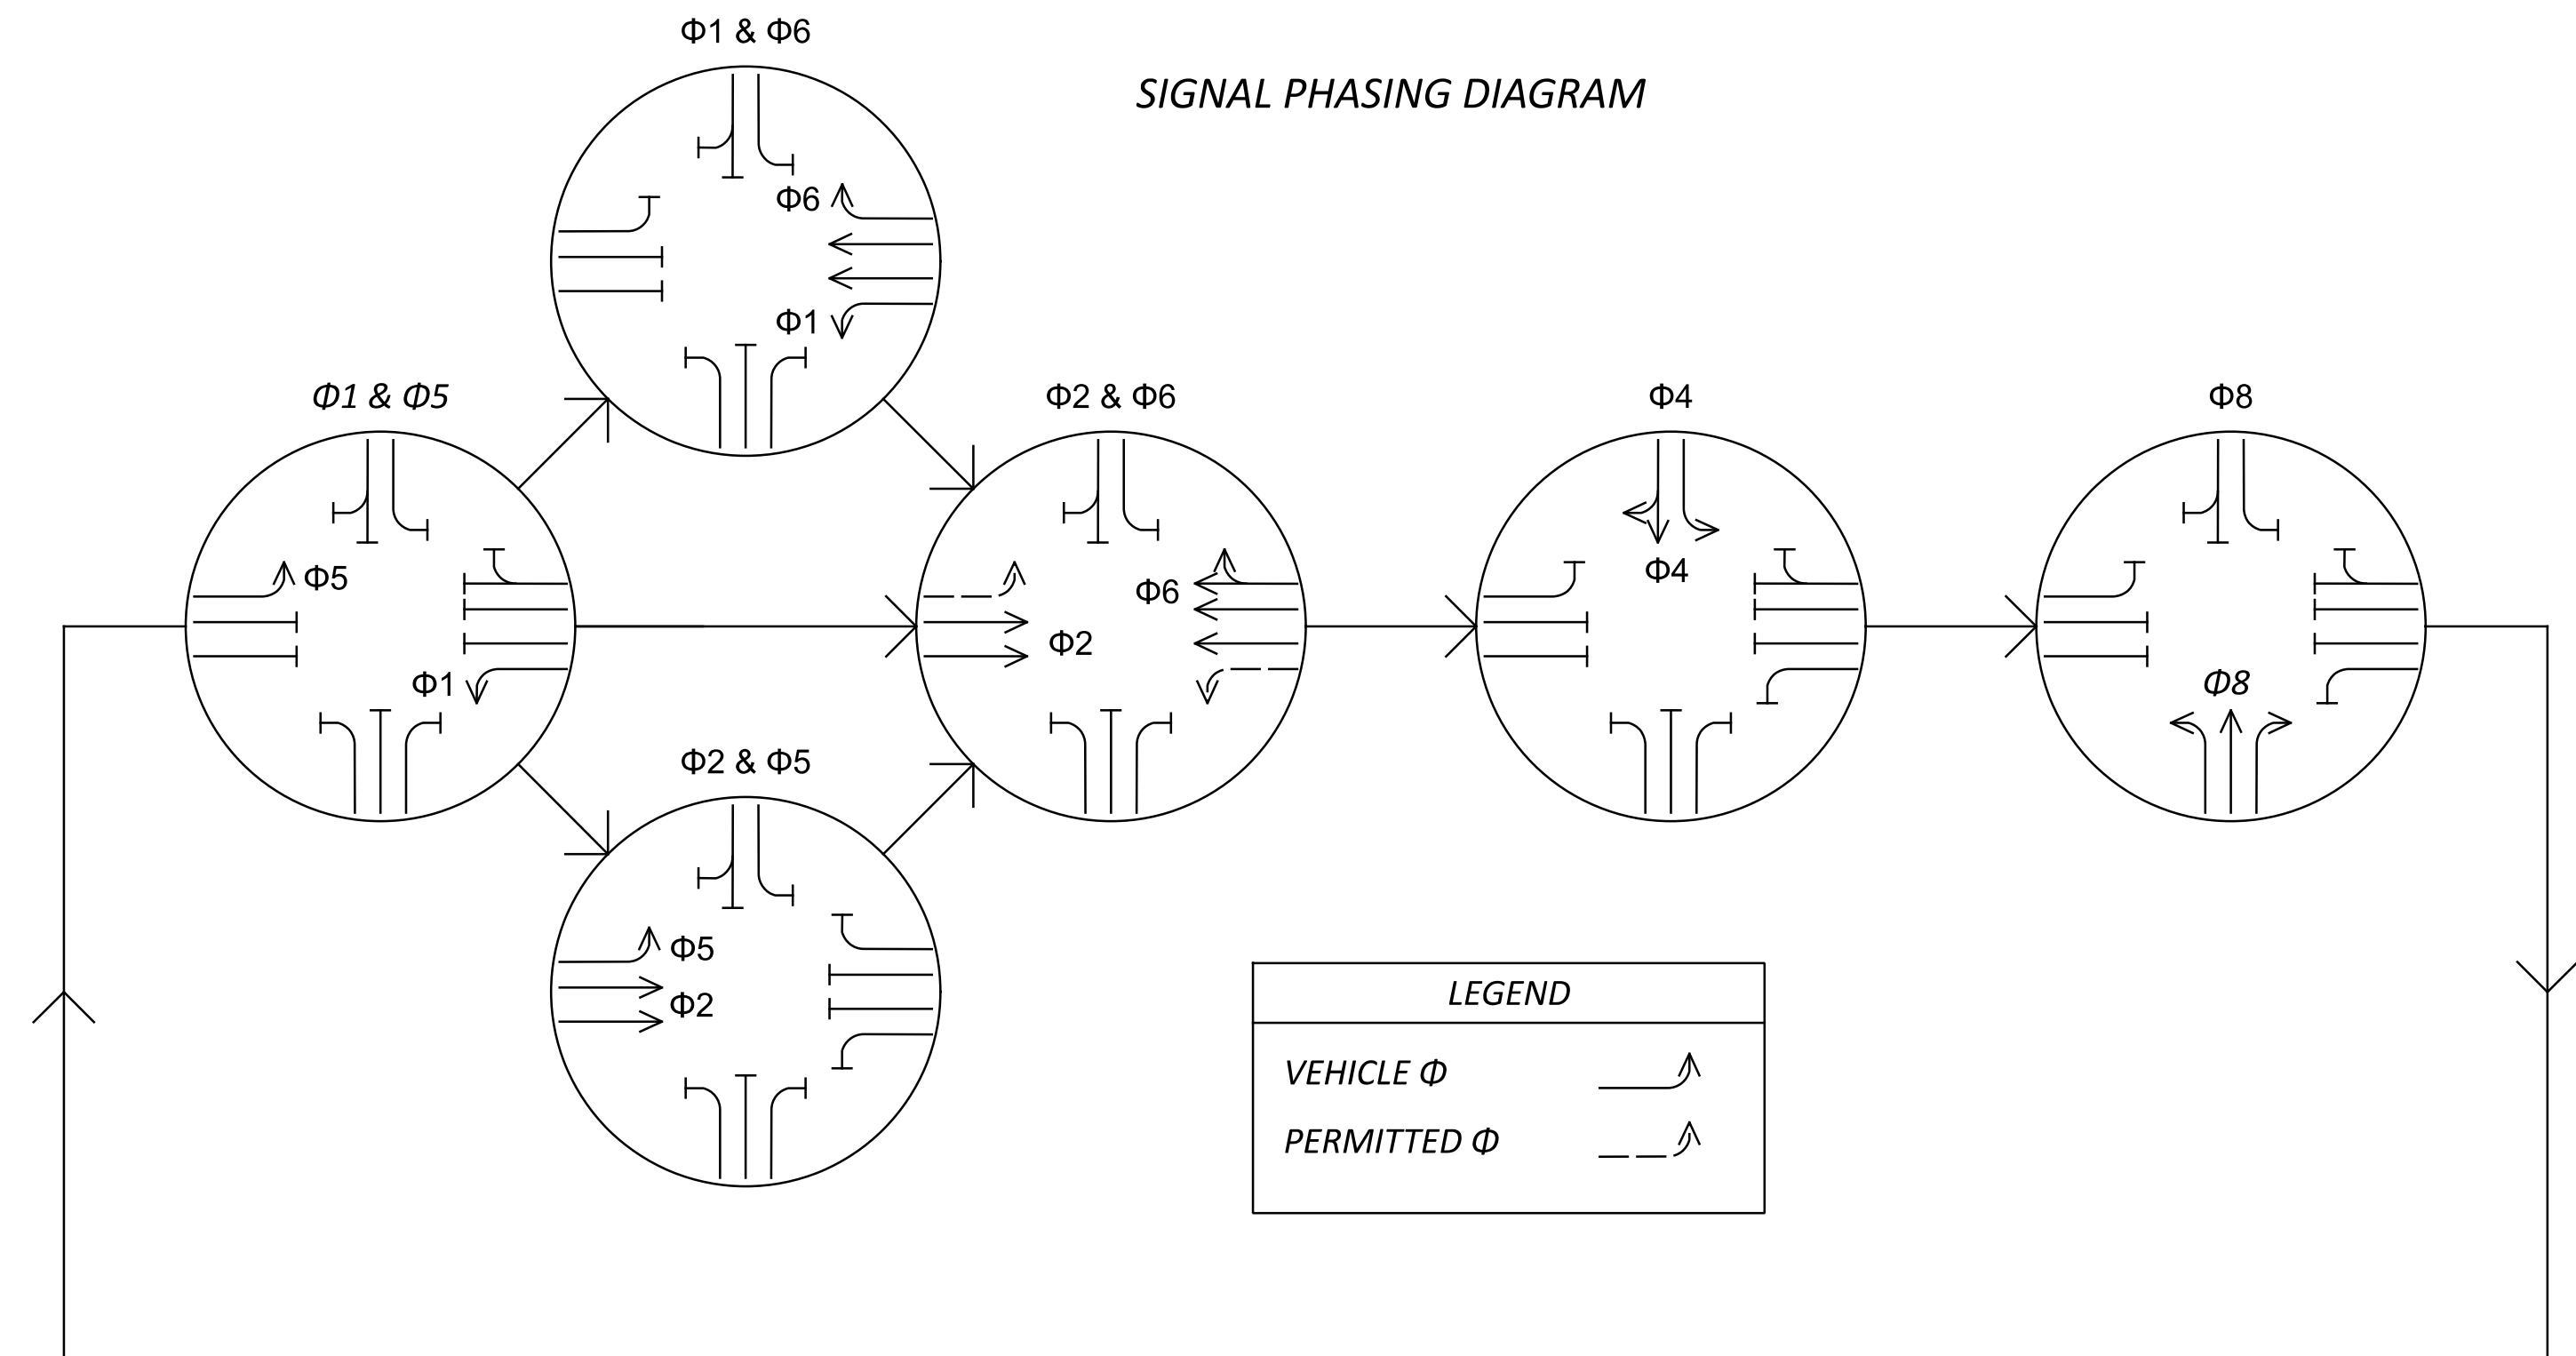 Φ1 & Φ6
SIGNAL PHASING DIAGRAM
Φ6
Φ1
Φ1 & Φ5
Φ2 & Φ6
Φ4
Φ8
Φ5
Φ1
Φ6
Φ2
Φ4
Φ8
Φ2 & Φ5
Φ5
Φ2
LEGEND
VEHICLE Φ
PERMITTED Φ